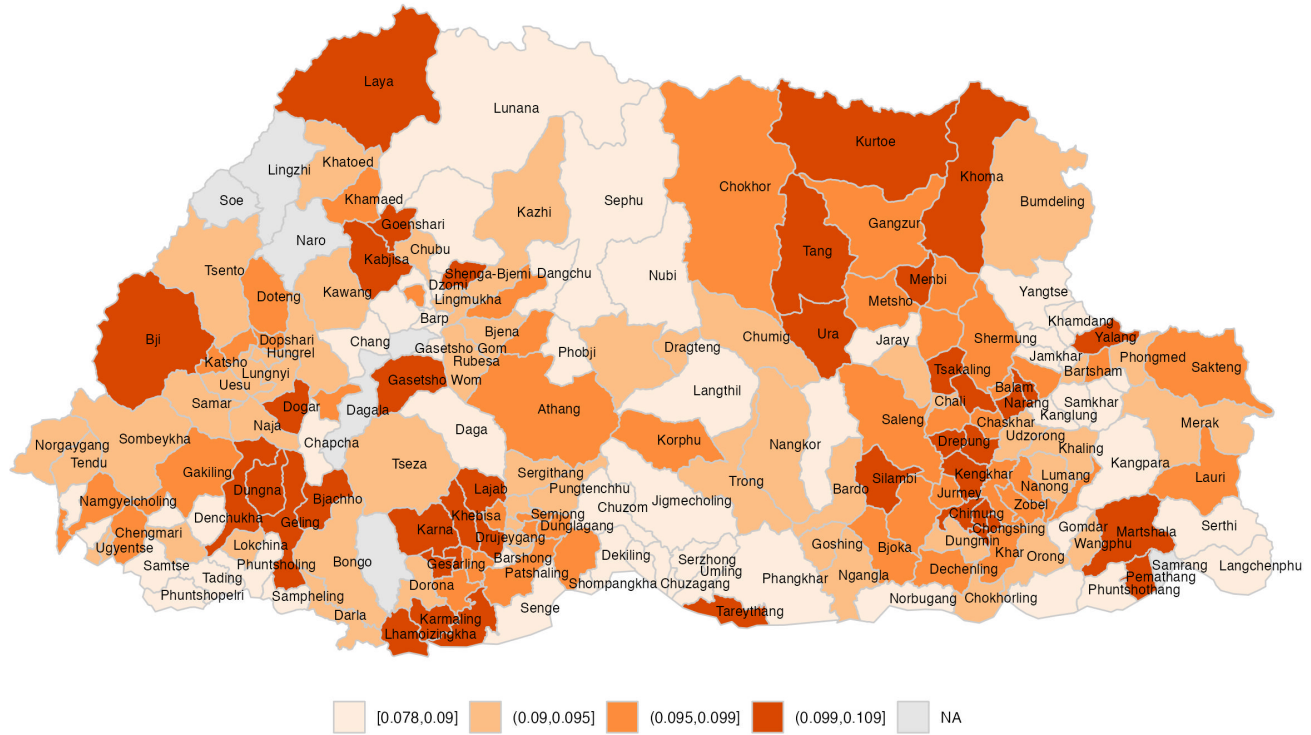 Laya
Lunana
Kurtoe
Lingzhi
Khatoed
Khoma
Chokhor
Soe
Khamaed
Sephu
Bumdeling
Kazhi
Goenshari
Gangzur
Naro
Chubu
Tang
Kabjisa
Tsento
Shenga-Bjemi
Dangchu
Nubi
Menbi
Dzomi
Kawang
Yangtse
Doteng
Lingmukha
Metsho
Barp
Khamdang
Bjena
Ura
Chumig
Yalang
Bji
Dopshari
Chang
Jaray
Shermung
Gasetsho Gom
Dragteng
Hungrel
Phobji
Jamkhar
Phongmed
Katsho
Rubesa
Sakteng
Lungnyi
Tsakaling
Bartsham
Uesu
Gasetsho Wom
Langthil
Balam
Samar
Chali
Narang
Samkhar
Dogar
Dagala
Athang
Kanglung
Naja
Saleng
Chaskhar
Merak
Daga
Udzorong
Sombeykha
Chapcha
Korphu
Nangkor
Drepung
Norgaygang
Khaling
Tendu
Tseza
Kangpara
Gakiling
Sergithang
Kengkhar
Lumang
Silambi
Lauri
Trong
Nanong
Dungna
Lajab
Pungtenchhu
Bardo
Jurmey
Namgyelcholing
Bjachho
Jigmecholing
Zobel
Chuzom
Khebisa
Semjong
Chimung
Denchukha
Geling
Dunglagang
Chongshing
Gomdar
Serthi
Karna
Martshala
Chengmari
Drujeygang
Dungmin
Wangphu
Lokchina
Goshing
Ugyentse
Bjoka
Khar
Orong
Barshong
Dekiling
Bongo
Serzhong
Samtse
Phuntsholing
Gesarling
Dechenling
Samrang
Langchenphu
Umling
Patshaling
Tading
Ngangla
Pemathang
Phangkhar
Dorona
Shompangkha
Chuzagang
Phuntshothang
Phuntshopelri
Sampheling
Norbugang
Chokhorling
Senge
Tareythang
Darla
Karmaling
Lhamoizingkha
[0.078,0.09]
(0.09,0.095]
(0.095,0.099]
(0.099,0.109]
NA